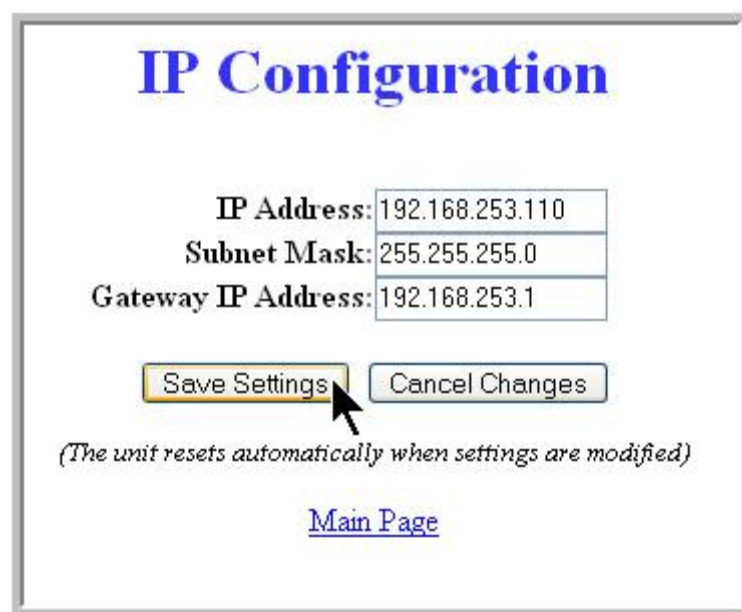 IP Configuration
IP Address: 192.168.253.110
Subnet Mask: 255.255.255.0
Gateway IP Address: 192.168.253.1
Save Settings Cancel Changes
(The unit resets automatically when settings are modified)
Main Page